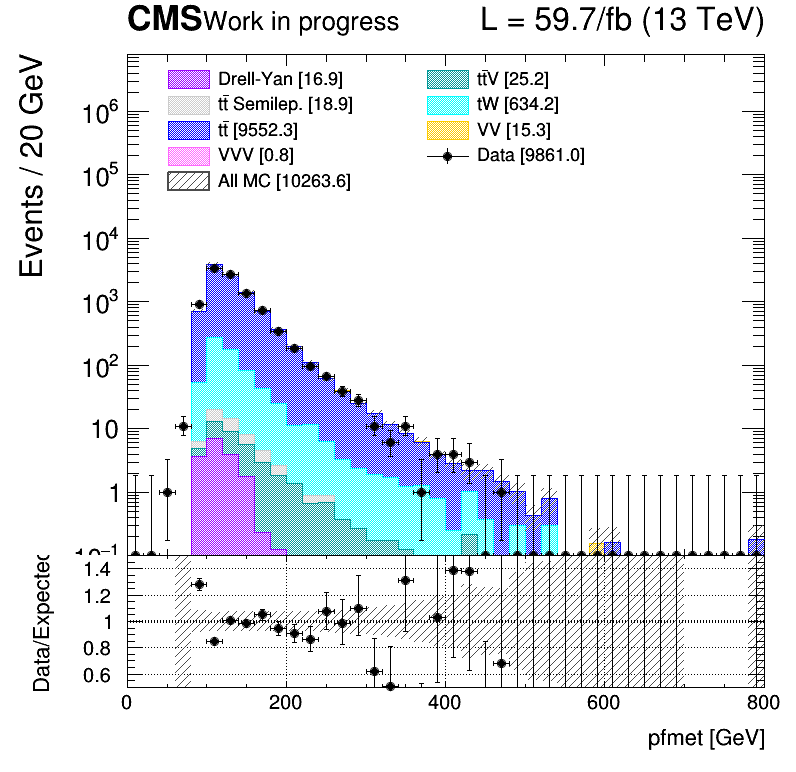 CMS Work in progress L = 59.7/fb (13 TeV)
Drell-Yan [16.9] tt̄V [25.2]
tt̄ Semilep. [18.9] tW [634.2]
tt̄ [9552.3] VV [15.3]
VVV [0.8] Data [9861.0]
All MC [10263.6]
Events / 20 GeV
10⁶
10⁵
10⁴
10³
10²
10
1
10⁻¹
Data/Expected
1.4
1.2
1
0.8
0.6
0 200 400 600 800
pfmet [GeV]